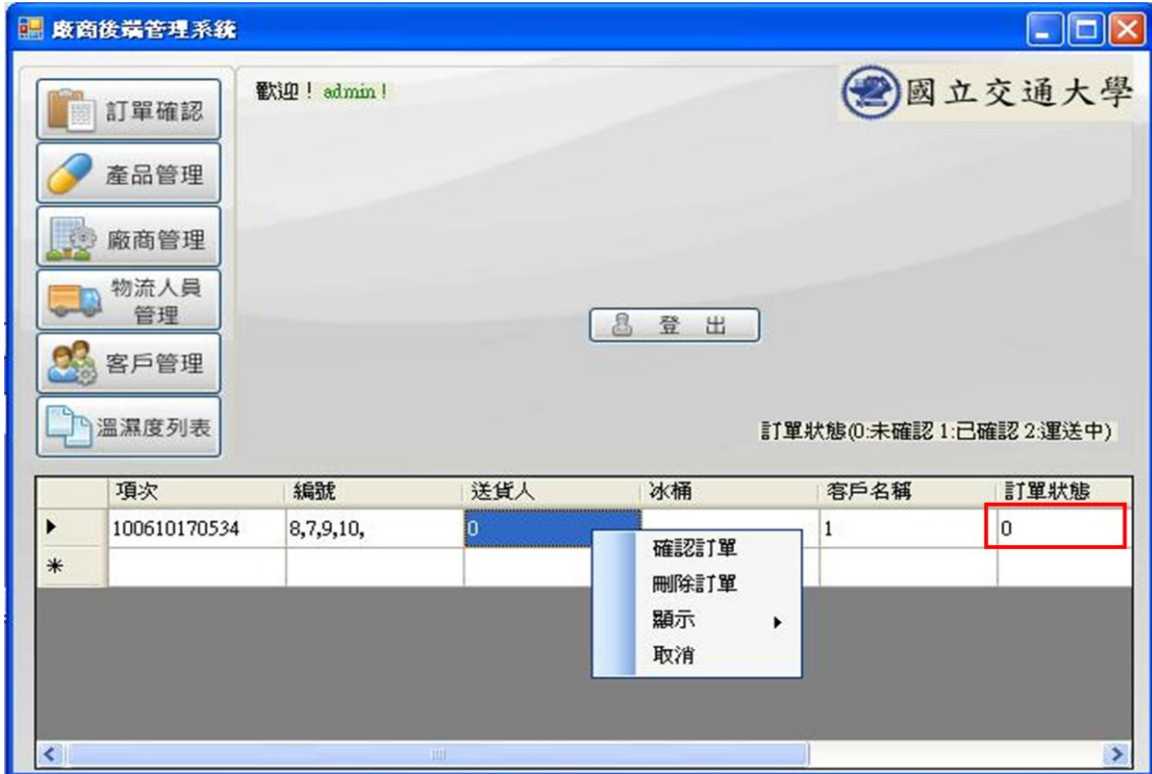 廠商後端管理系統
歡迎！admin！
國立交通大學
訂單確認
產品管理
廠商管理
物流人員
管理
客戶管理
溫濕度列表
登 出
訂單狀態(0:未確認 1:已確認 2:運送中)
項次 編號 送貨人 冰桶 客戶名稱 訂單狀態
100610170534 8,7,9,10, 0 1 0
確認訂單
刪除訂單
顯示
取消